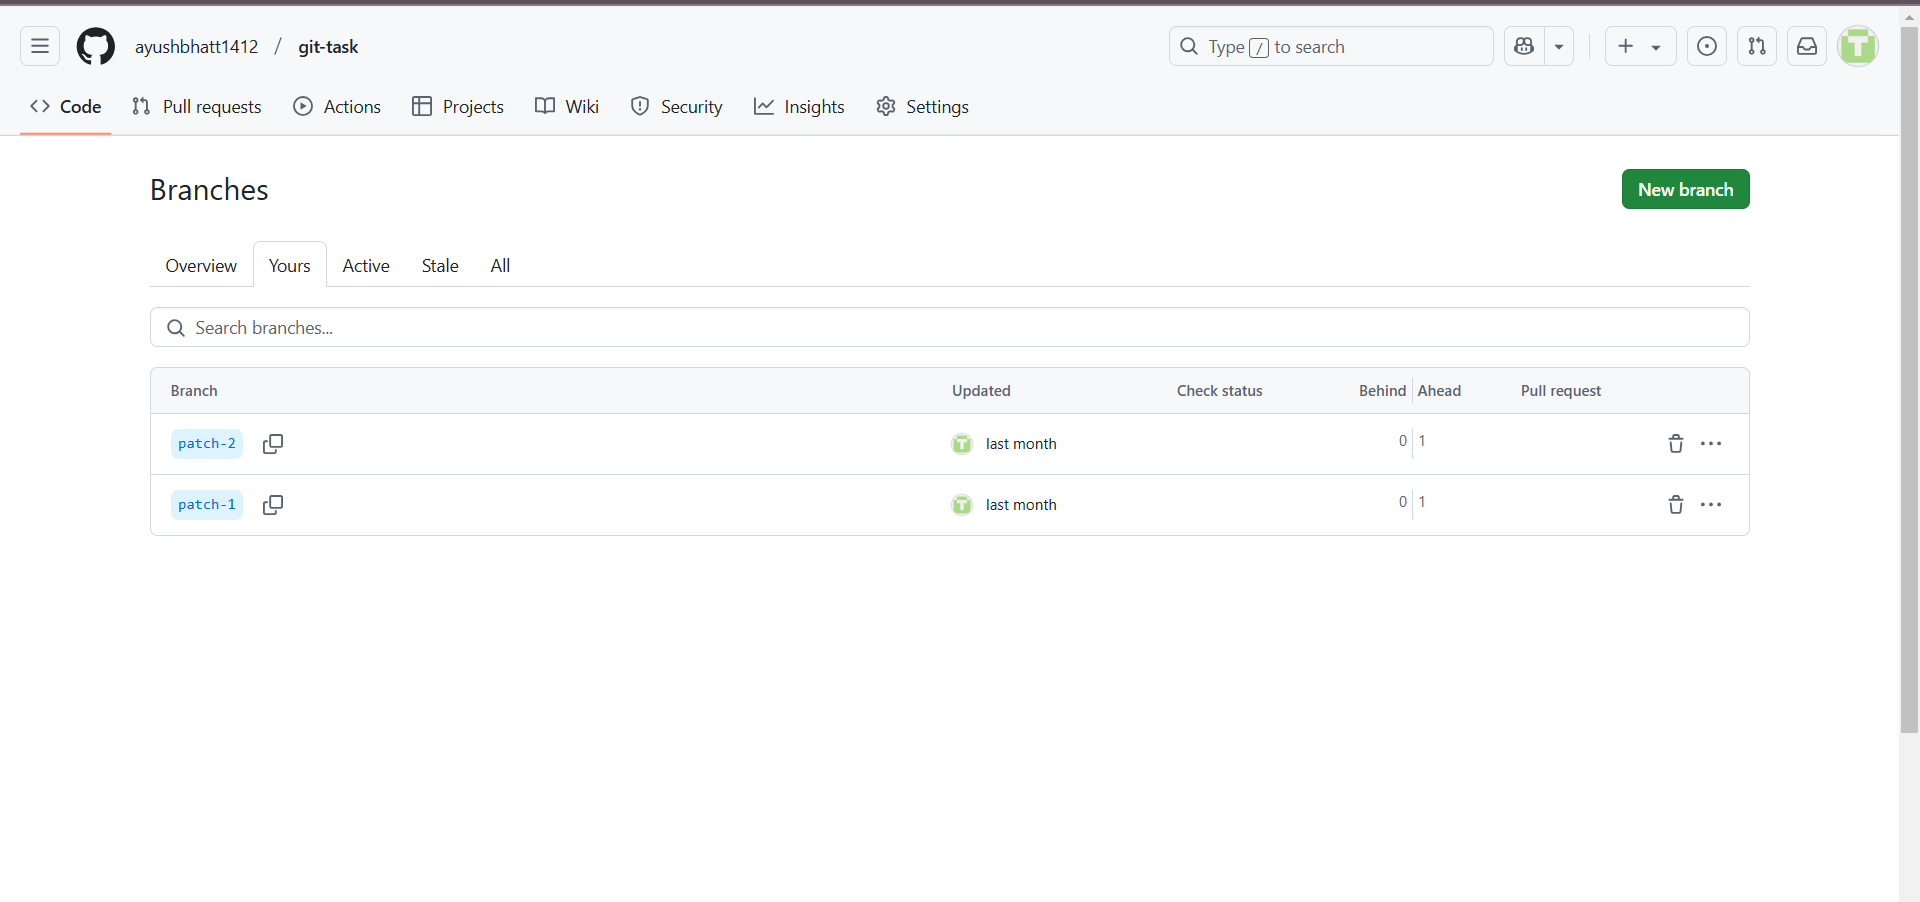 ayushbhatt1412 / git-task
Type / to search
Code Pull requests Actions Projects Wiki Security Insights Settings
Branches
New branch
Overview Yours Active Stale All
Search branches...
Branch Updated Check status Behind Ahead Pull request
patch-2 last month 0 1
patch-1 last month 0 1